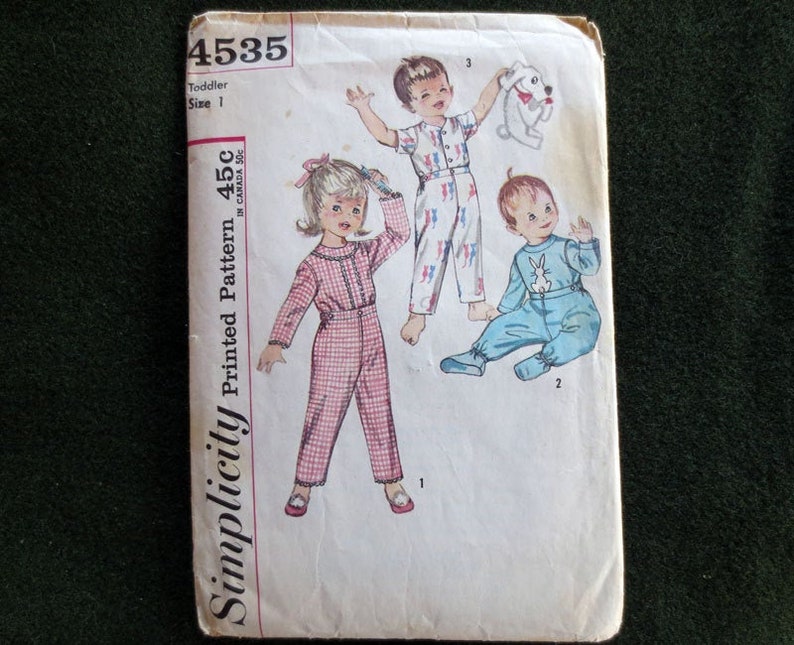 4535
Toddler
Size 1
Simplicity Printed Pattern 45c
IN CANADA 50c
3
2
1